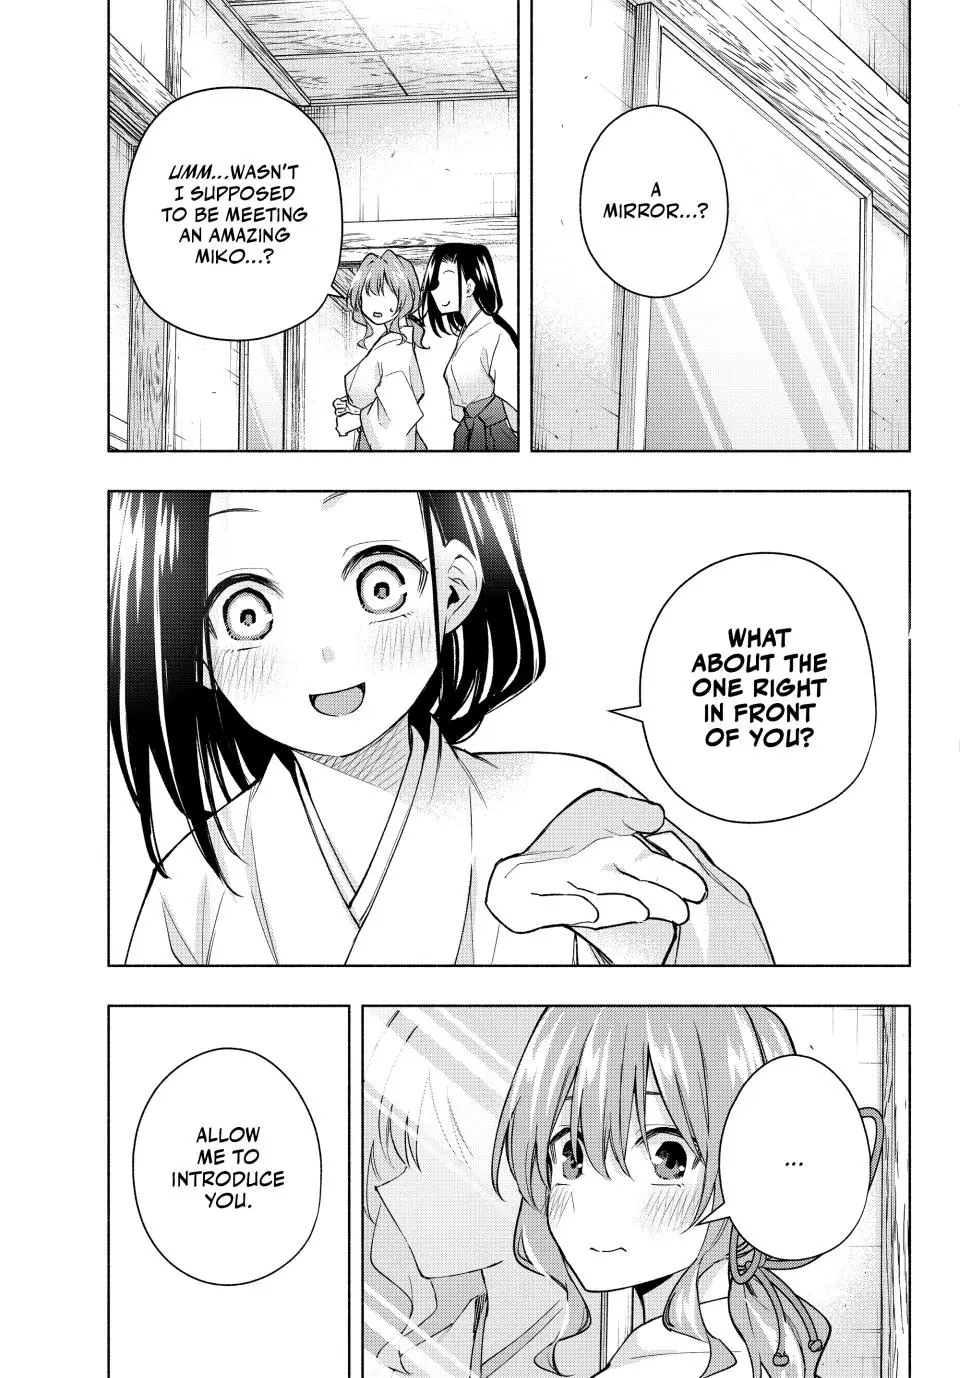 A
MIRROR...?
UMM...WASN'T
I SUPPOSED
TO BE MEETING
AN AMAZING
MIKO...?
WHAT
ABOUT THE
ONE RIGHT
IN FRONT
OF YOU?
...
ALLOW
ME TO
INTRODUCE
YOU.